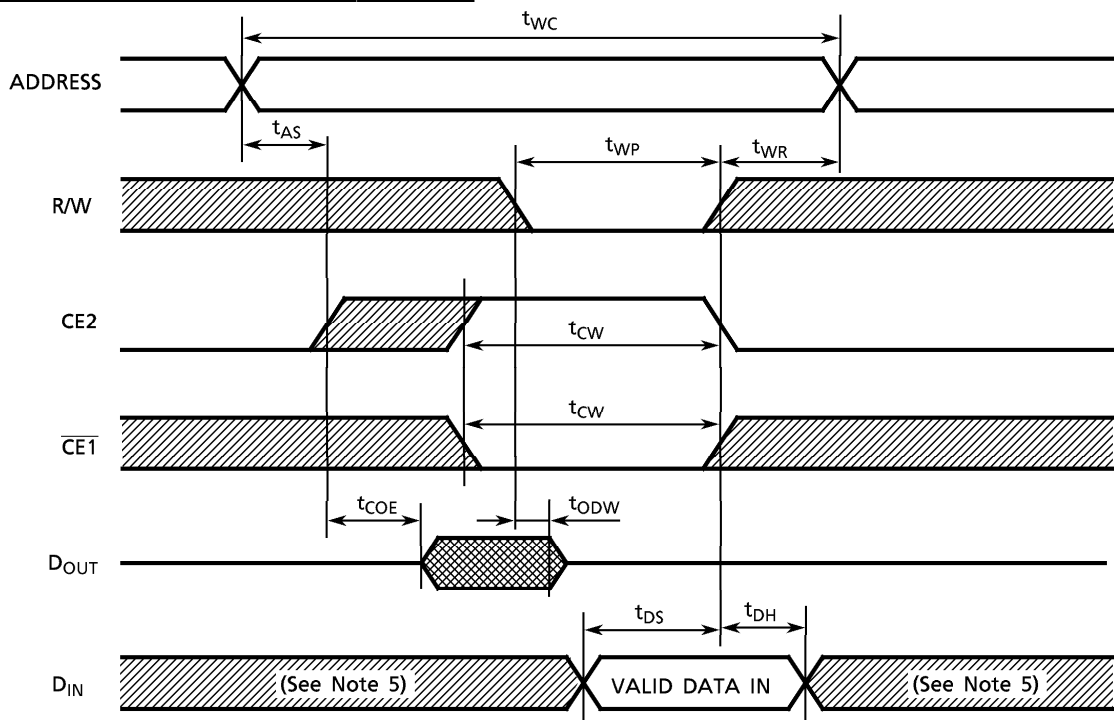 tWC
ADDRESS
tAS
tWP
tWR
R/W
CE2
tCW
tCW
CE1
tCOE
tODW
DOUT
tDS
tDH
DIN
(See Note 5)
VALID DATA IN
(See Note 5)